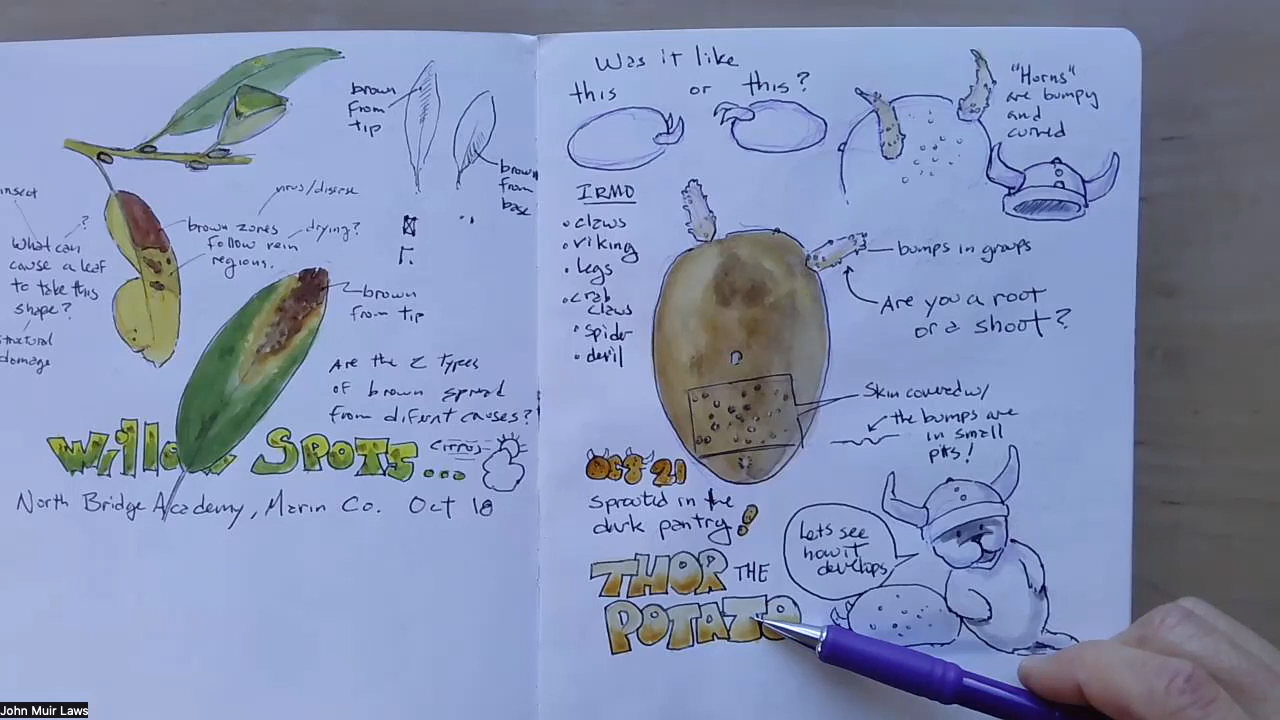 brown
from
tip
brown
from
base
insect
virus/disease
?
brown zones
follow vein
regions.
drying?
What can
cause a leaf
to take this
shape?
structural
damage
brown
from tip
Are the 2 types
of brown spread
from difernt causes?
Willow SPOTS...
Citrus
North Bridge Academy, Marin Co. Oct 18
Was it like
this or this?
"Horns"
are bumpy
and
curved
IRMO
• claws
• viking
• legs
• crab
claws
• spider
• devil
bumps in groups
Are you a root
or a shoot?
Skin covered w/
the bumps are
in small
pits!
OCT 21
sprouted in the
dark pantry!
THOR THE
POTATO
Lets see
how it
develops
John Muir Laws